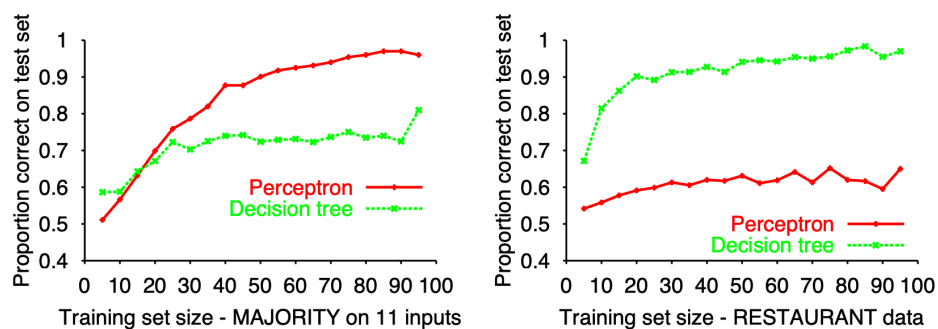 Proportion correct on test set
1
0.9
0.8
0.7
0.6
0.5
0.4
Perceptron
Decision tree
0 10 20 30 40 50 60 70 80 90 100
Training set size - MAJORITY on 11 inputs
Proportion correct on test set
1
0.9
0.8
0.7
0.6
0.5
0.4
Perceptron
Decision tree
0 10 20 30 40 50 60 70 80 90 100
Training set size - RESTAURANT data